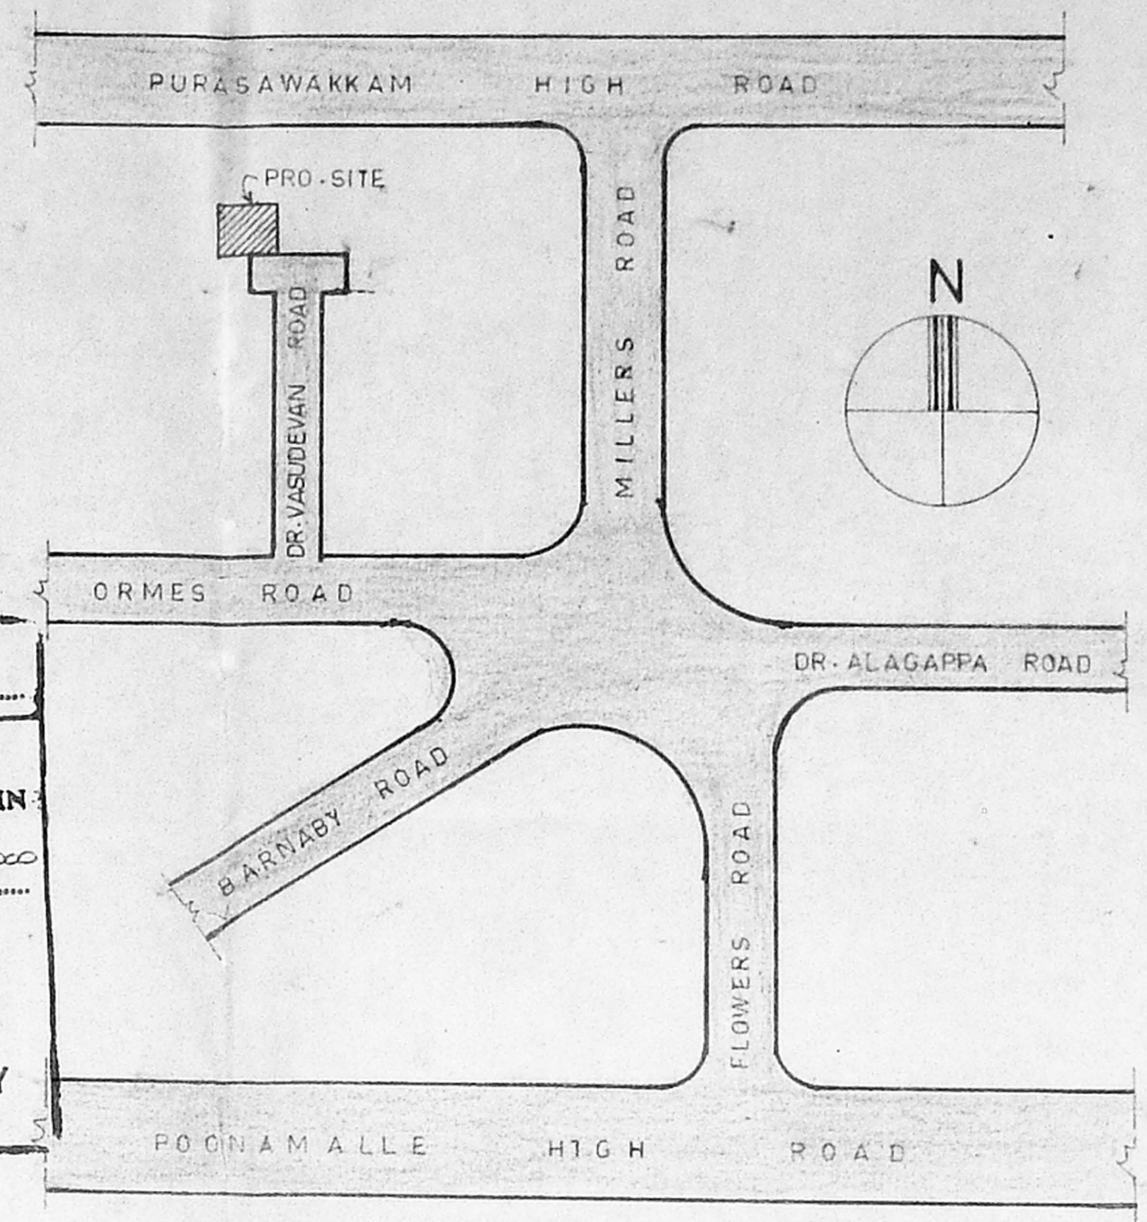 PURASAWAKKAM HIGH ROAD
PRO-SITE
MILLERS ROAD
N
DR.VASUDEVAN ROAD
ORMES ROAD
DR. ALAGAPPA ROAD
BARNABY ROAD
FLOWERS ROAD
IN
Y
POONAMALLE HIGH ROAD